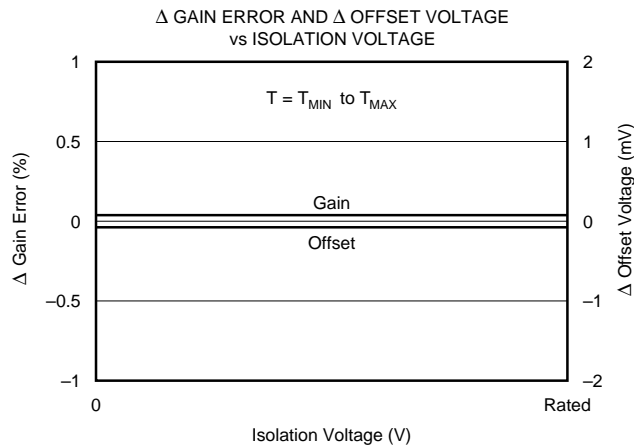 Δ GAIN ERROR AND Δ OFFSET VOLTAGE
vs ISOLATION VOLTAGE
Δ Gain Error (%)
1
0.5
0
–0.5
–1
T = TMIN to TMAX
Gain
Offset
2
1
0
–1
–2
Δ Offset Voltage (mV)
0
Rated
Isolation Voltage (V)